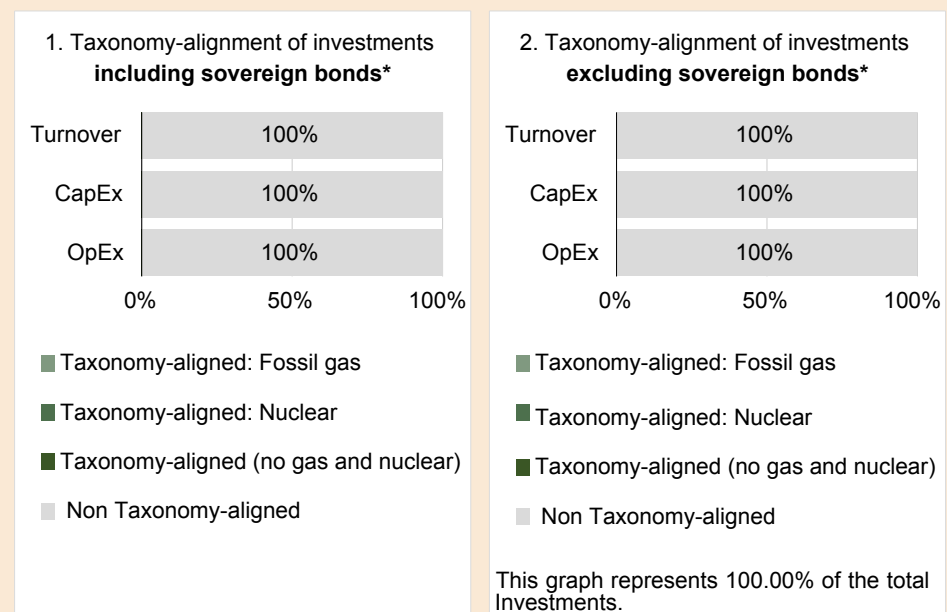 1. Taxonomy-alignment of investments
including sovereign bonds*
Turnover 100%
CapEx 100%
OpEx 100%
0% 50% 100%
Taxonomy-aligned: Fossil gas
Taxonomy-aligned: Nuclear
Taxonomy-aligned (no gas and nuclear)
Non Taxonomy-aligned
2. Taxonomy-alignment of investments
excluding sovereign bonds*
Turnover 100%
CapEx 100%
OpEx 100%
0% 50% 100%
Taxonomy-aligned: Fossil gas
Taxonomy-aligned: Nuclear
Taxonomy-aligned (no gas and nuclear)
Non Taxonomy-aligned
This graph represents 100.00% of the total
Investments.